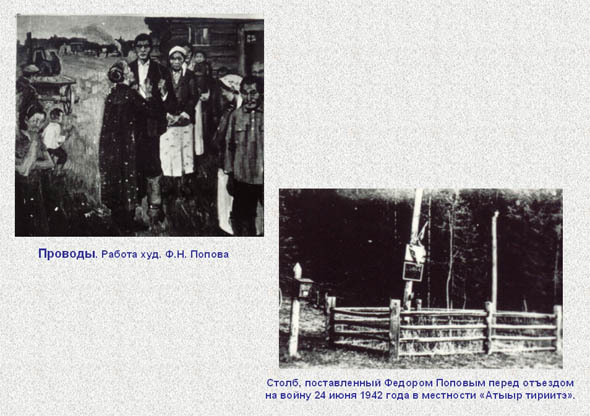 Проводы. Работа худ. Ф.Н. Попова
Столб, поставленный Федором Поповым перед отъездом
на войну 24 июня 1942 года в местности «Атыыр тириитэ».